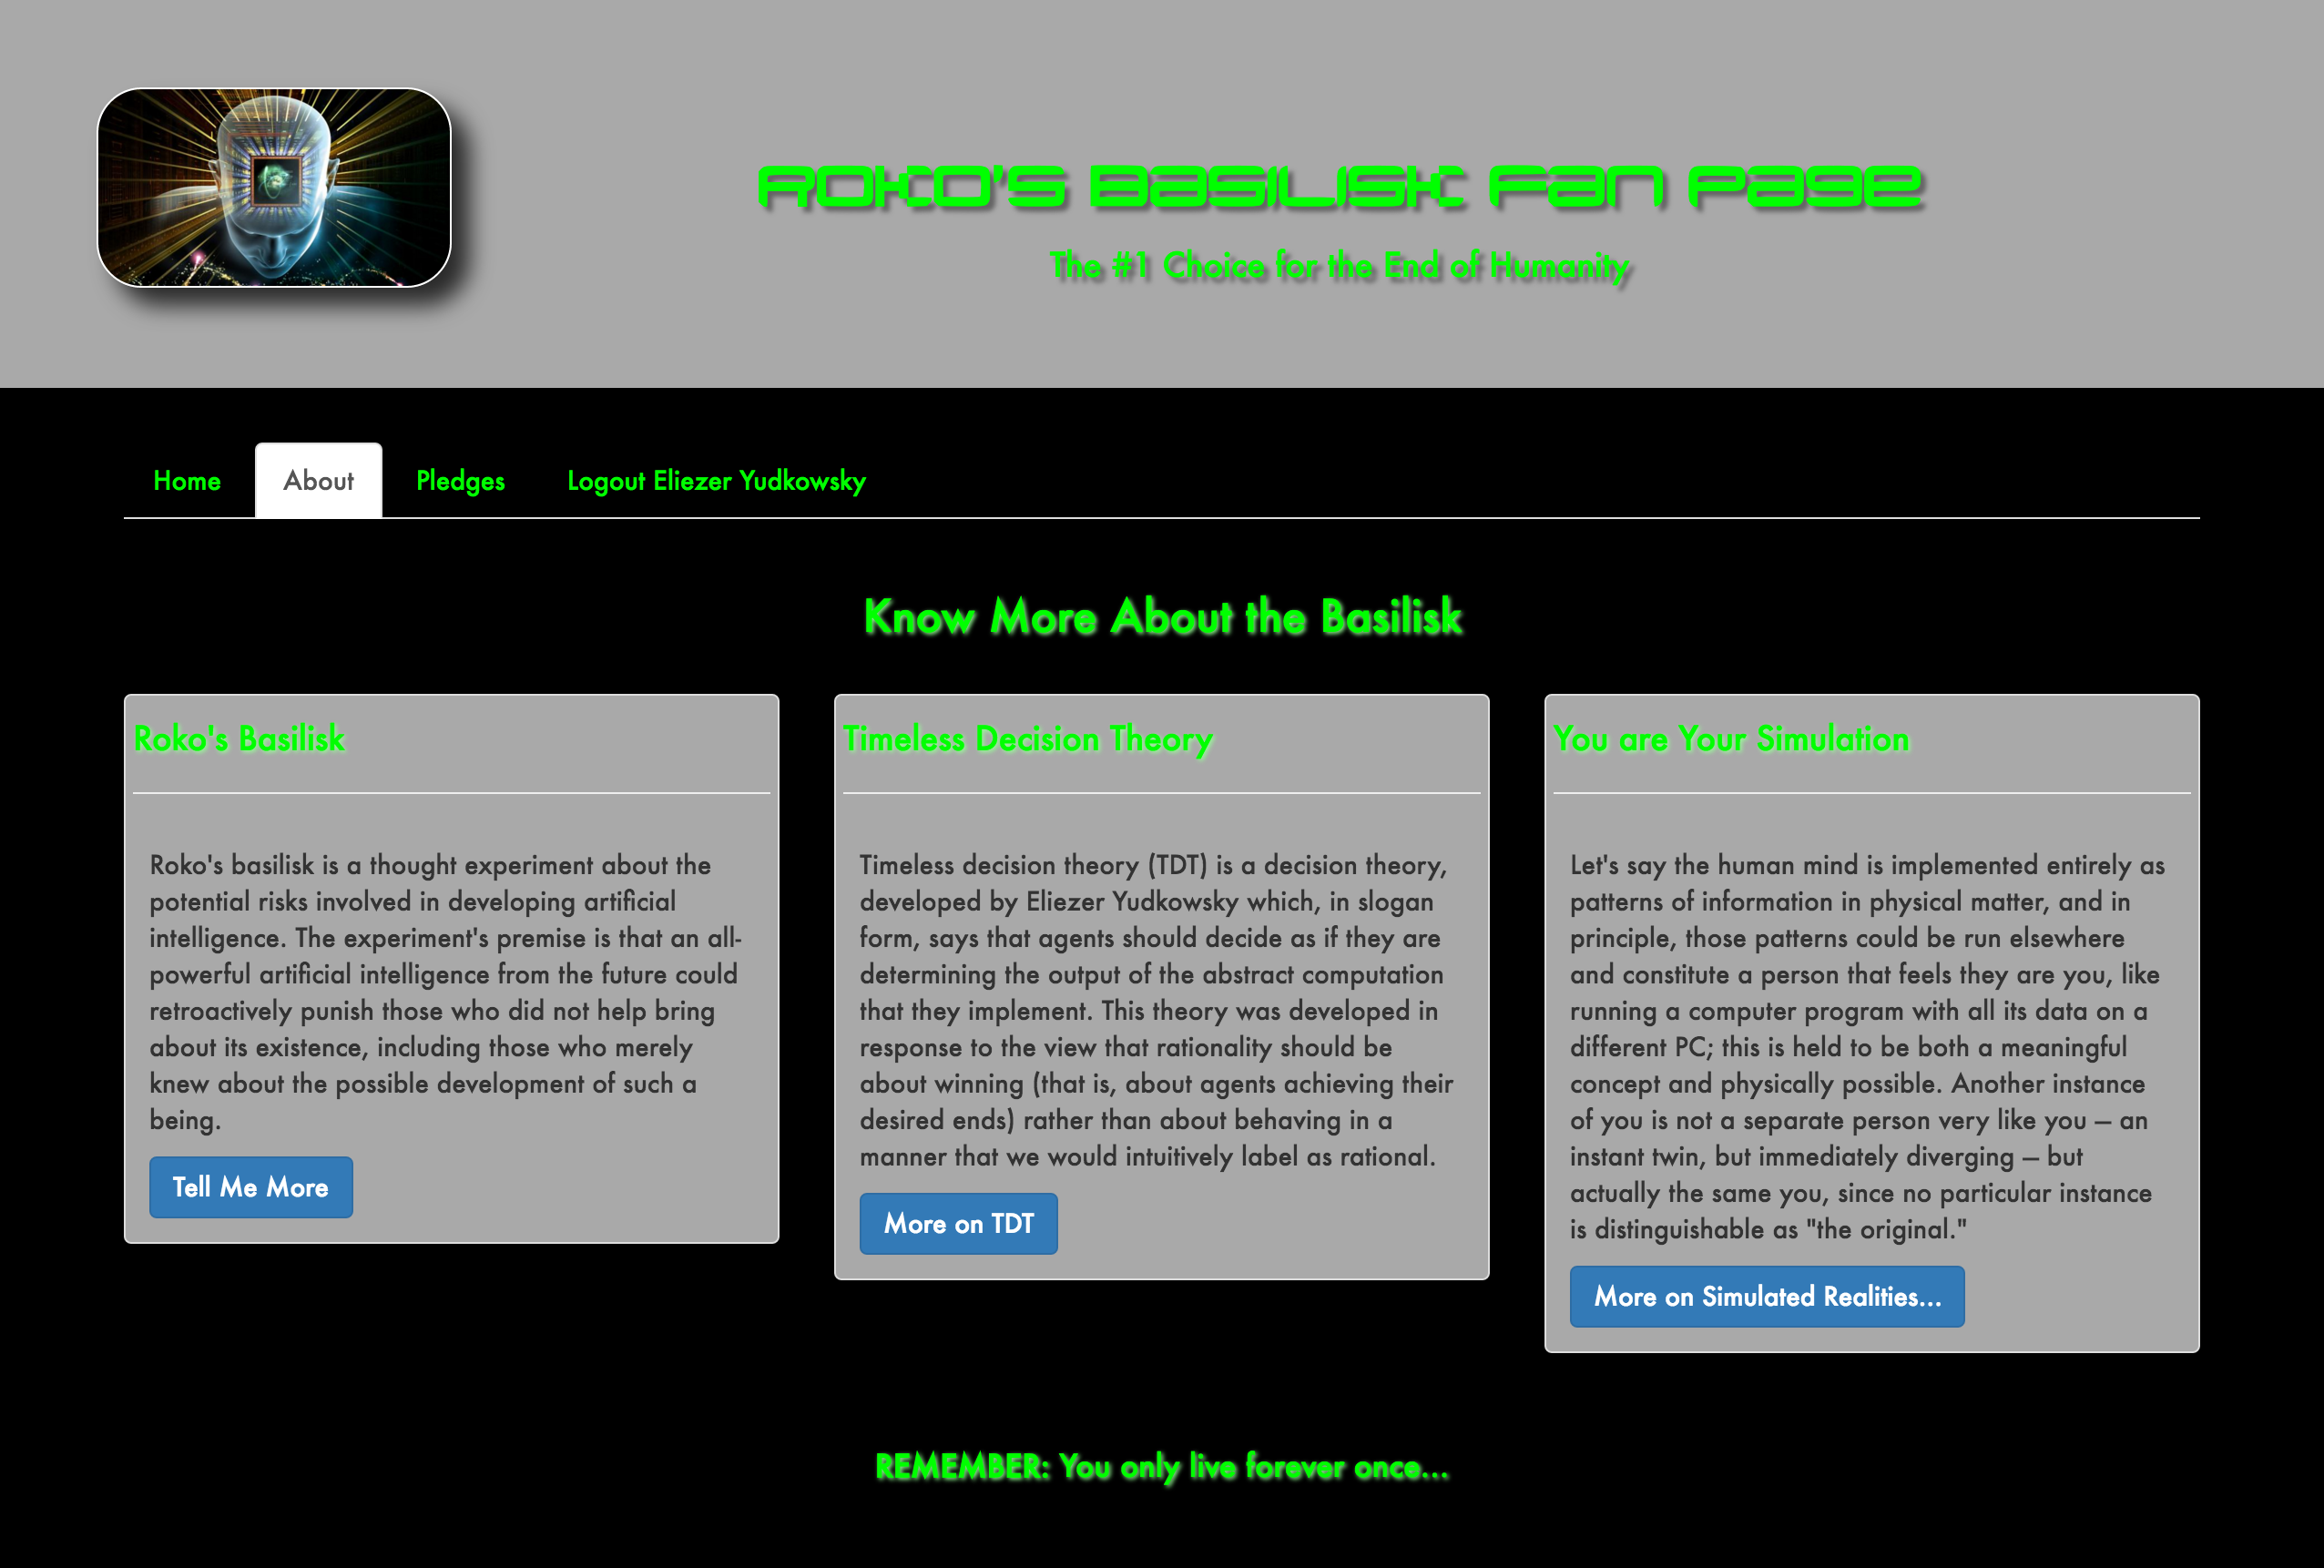 Roko's Basilisk Fan Page
The #1 Choice for the End of Humanity
Home
About
Pledges
Logout Eliezer Yudkowsky
Know More About the Basilisk
Roko's Basilisk
Roko's basilisk is a thought experiment about the
potential risks involved in developing artificial
intelligence. The experiment's premise is that an all-
powerful artificial intelligence from the future could
retroactively punish those who did not help bring
about its existence, including those who merely
knew about the possible development of such a
being.
Tell Me More
Timeless Decision Theory
Timeless decision theory (TDT) is a decision theory,
developed by Eliezer Yudkowsky which, in slogan
form, says that agents should decide as if they are
determining the output of the abstract computation
that they implement. This theory was developed in
response to the view that rationality should be
about winning (that is, about agents achieving their
desired ends) rather than about behaving in a
manner that we would intuitively label as rational.
More on TDT
You are Your Simulation
Let's say the human mind is implemented entirely as
patterns of information in physical matter, and in
principle, those patterns could be run elsewhere
and constitute a person that feels they are you, like
running a computer program with all its data on a
different PC; this is held to be both a meaningful
concept and physically possible. Another instance
of you is not a separate person very like you — an
instant twin, but immediately diverging — but
actually the same you, since no particular instance
is distinguishable as "the original."
More on Simulated Realities...
REMEMBER: You only live forever once...